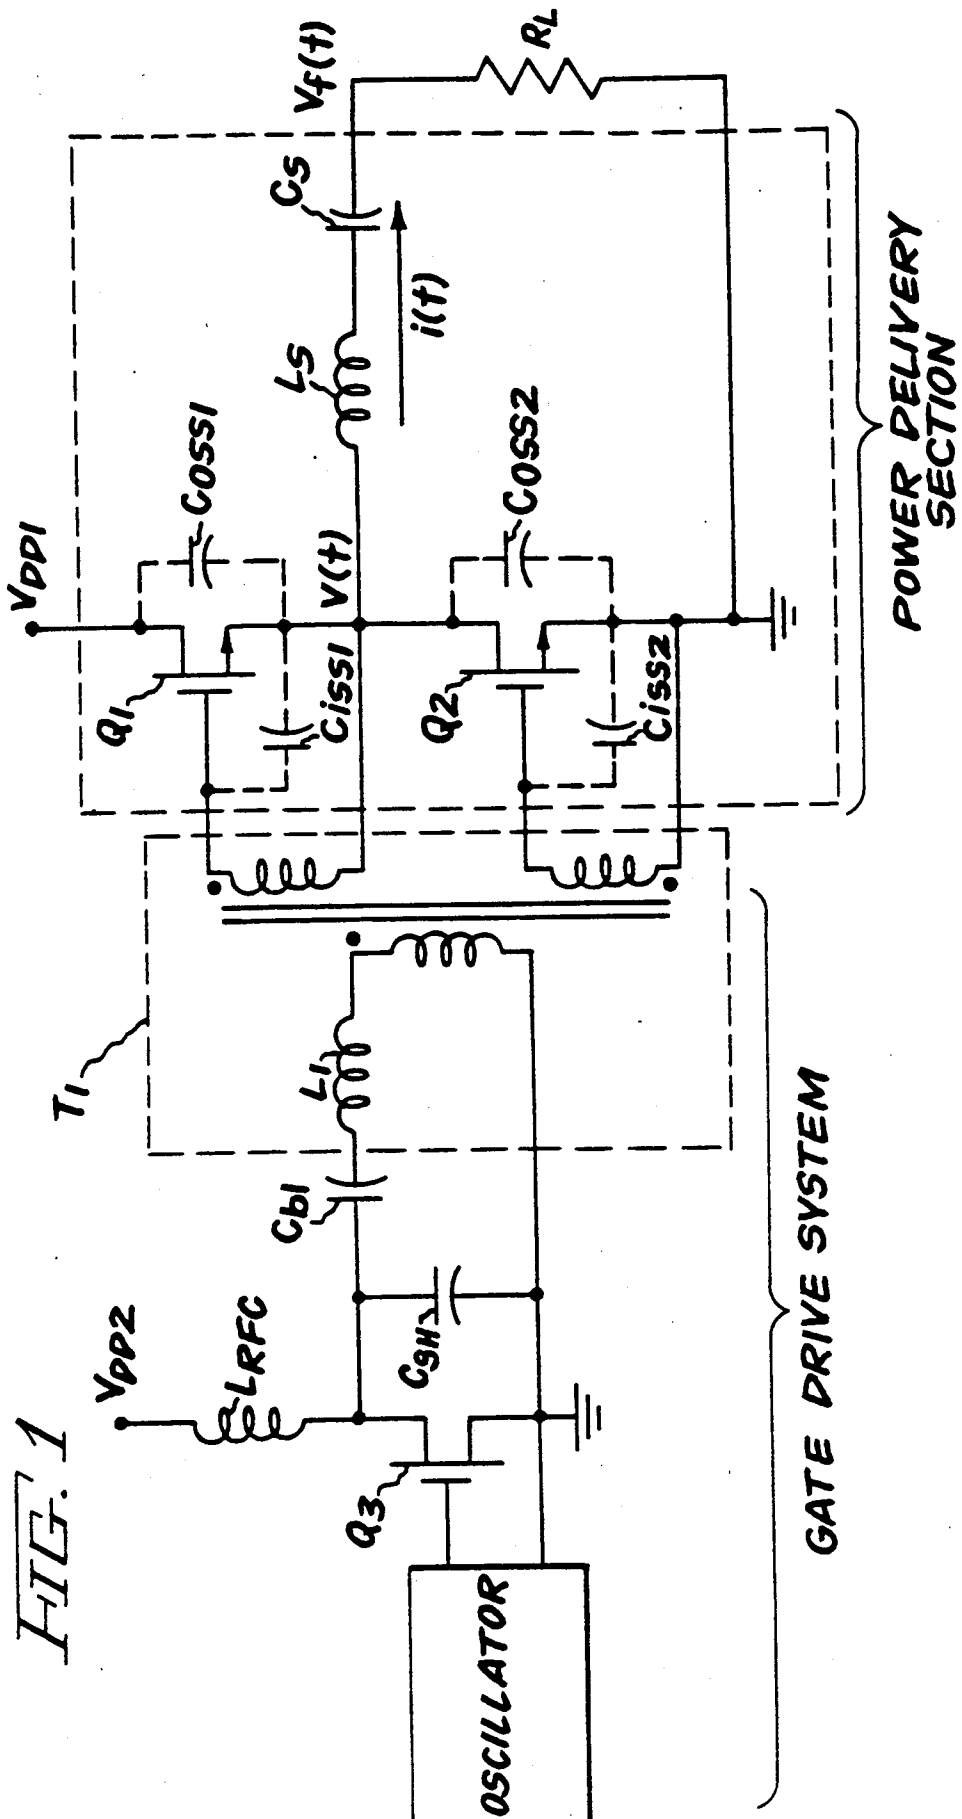 FIG. 1
VDD1
VDD2
T1
Q1
COSS1
Ciss1
V(t)
LS
CS
i(t)
Vf(t)
RL
Q2
COSS2
Ciss2
L1
Cb1
LRFC
CSH
Q3
OSCILLATOR
GATE DRIVE SYSTEM
POWER DELIVERY
SECTION